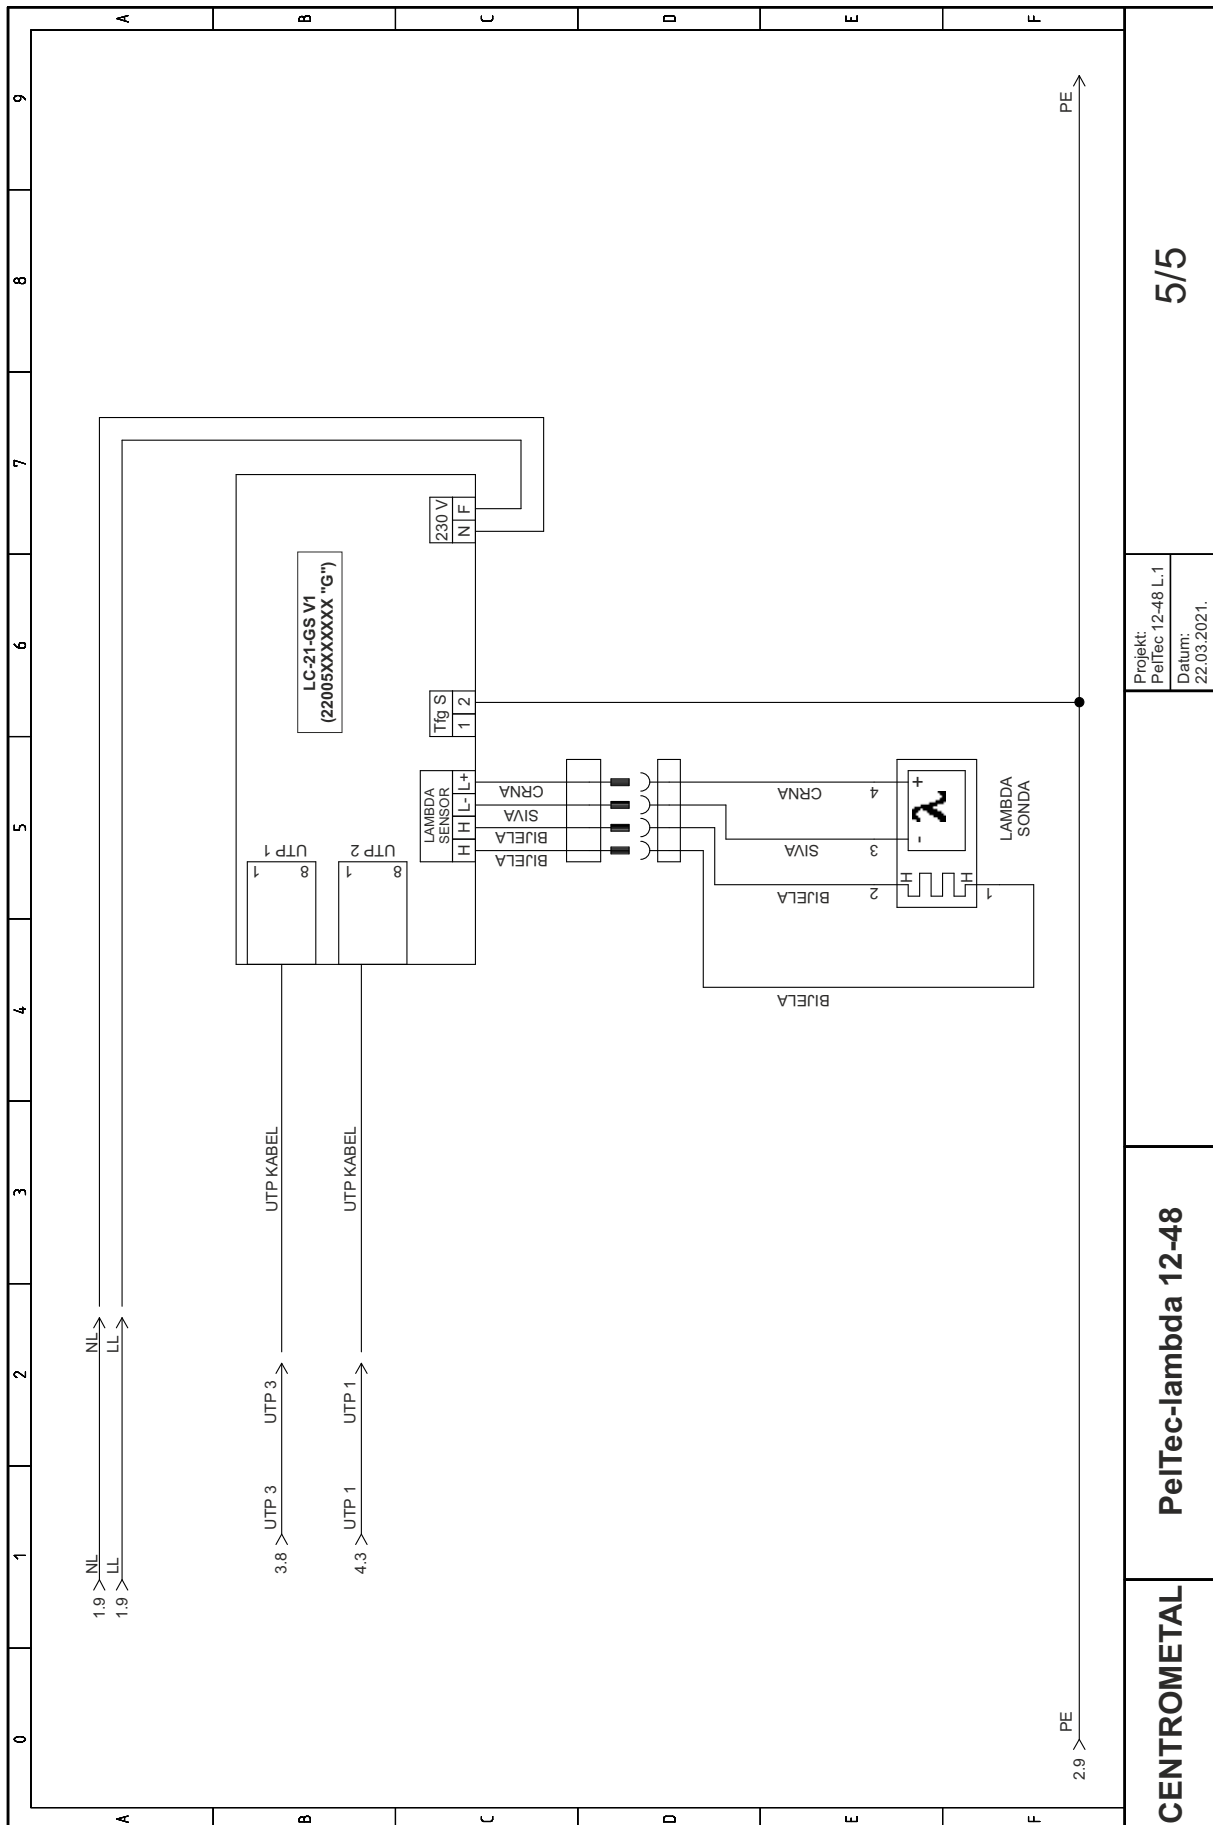 0
1
2
3
4
5
6
7
8
9
A
A
B
B
C
C
D
D
E
E
F
F
1.9
NL
NL
1.9
LL
LL
3.8
UTP 3
UTP 3
UTP KABEL
4.3
UTP 1
UTP 1
UTP KABEL
UTP 1
1
8
UTP 2
1
8
LC-21-GS V1
(22005XXXXXXX "G")
LAMBDA
SENSOR
H
H
L-
L+
Tfg S
1
2
230 V
N
F
BIJELA
BIJELA
SIVA
CRNA
BIJELA
BIJELA
SIVA
CRNA
1
2
3
4
H
H
-
+
λ
LAMBDA
SONDA
2.9
PE
PE
CENTROMETAL
PelTec-lambda 12-48
Projekt:
PelTec 12-48 L.1
Datum:
22.03.2021.
5/5